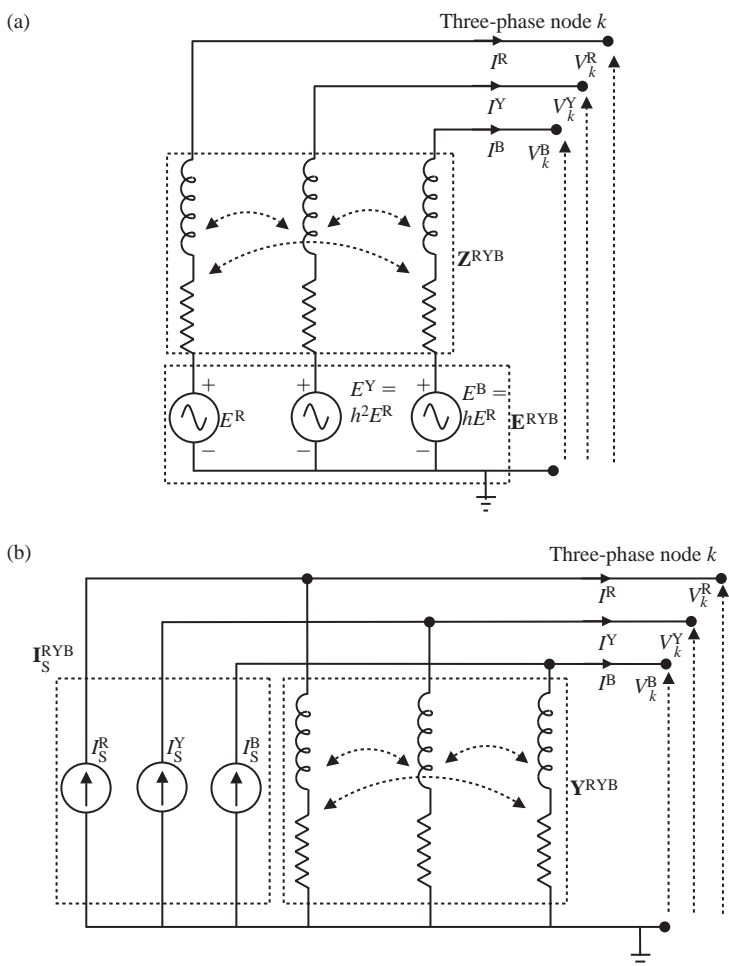 (a)
Three-phase node k
I^R
V_k^R
I^Y
V_k^Y
I^B
V_k^B
Z^RYB
+ + +
E^R
E^Y =
h^2E^R
E^B =
hE^R
E^RYB
− − −
(b)
Three-phase node k
I^R
V_k^R
I^Y
V_k^Y
I^B
V_k^B
I_S^RYB
I_S^R
I_S^Y
I_S^B
Y^RYB